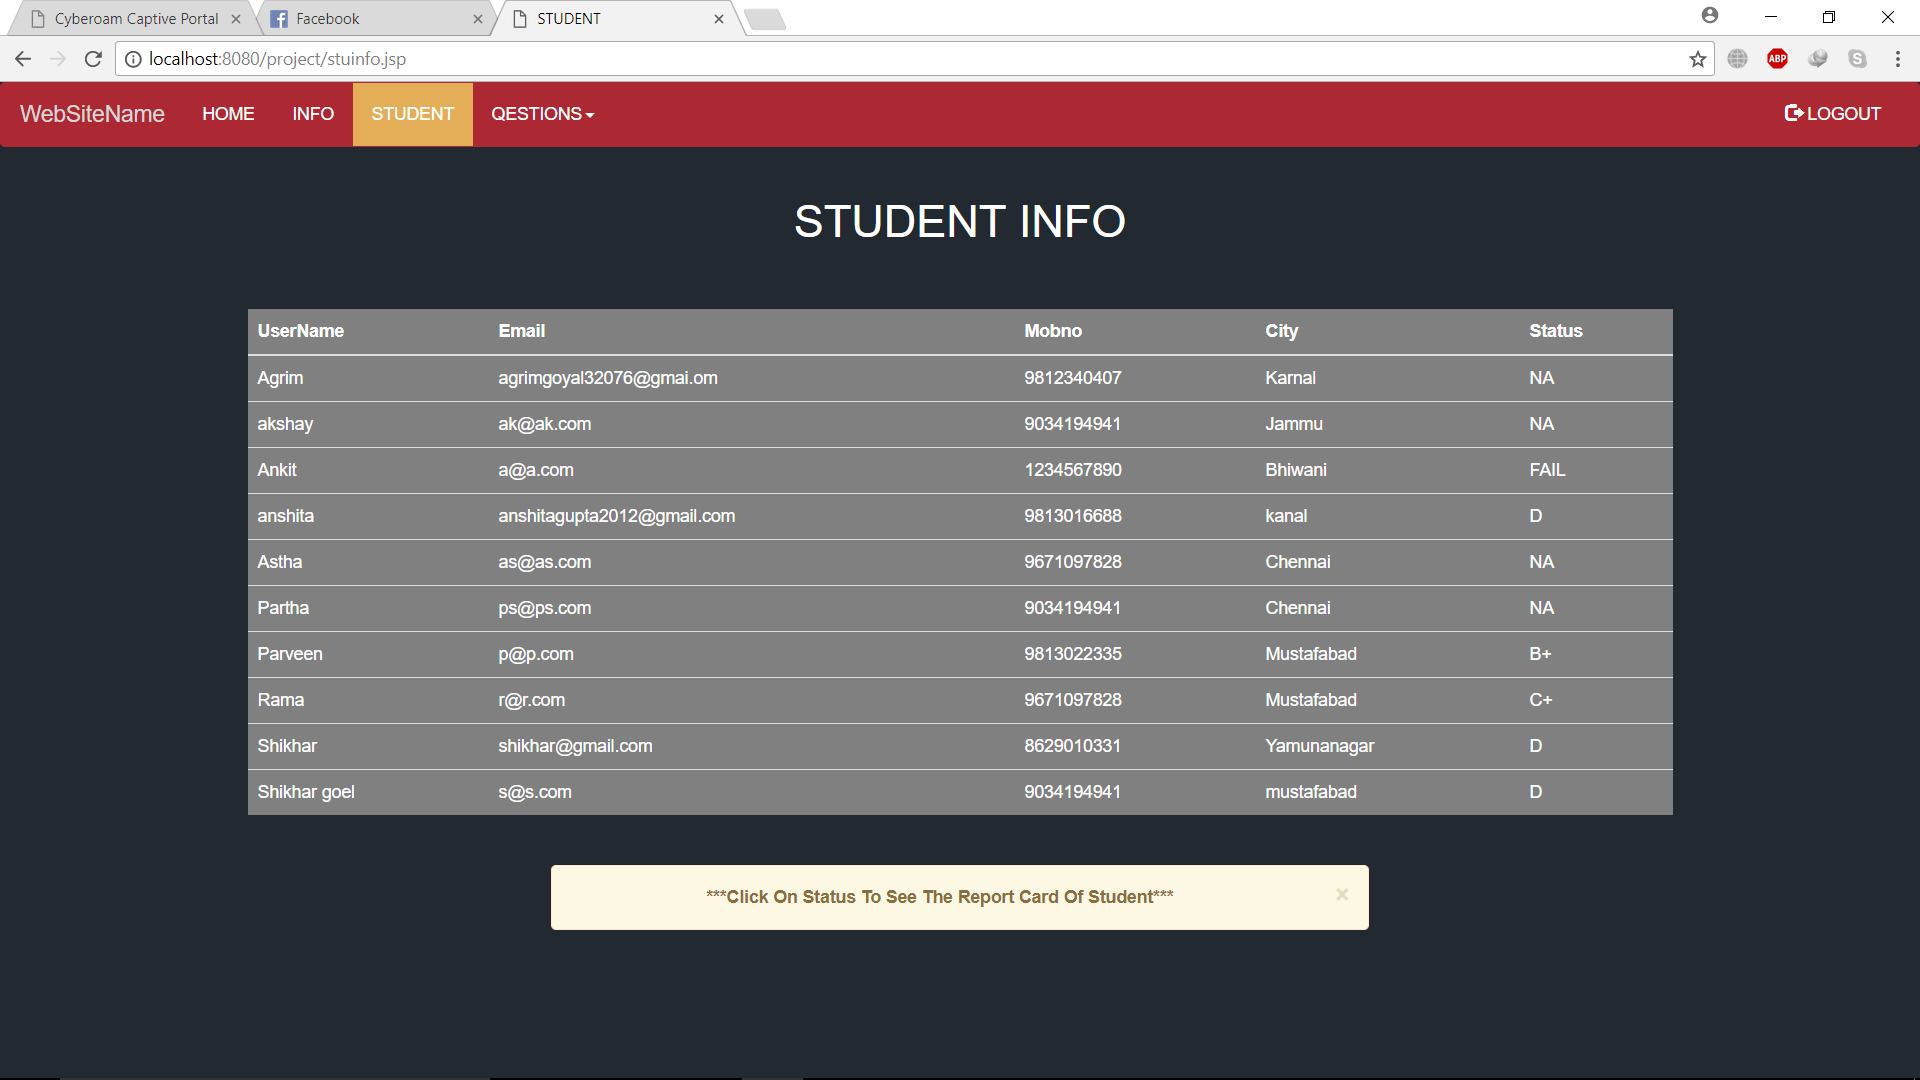 Cyberoam Captive Portal Facebook STUDENT
localhost:8080/project/stuinfo.jsp ABP S
WebSiteName HOME INFO STUDENT QESTIONS LOGOUT
STUDENT INFO
UserName Email Mobno City Status
Agrim agrimgoyal32076@gmai.om 9812340407 Karnal NA
akshay ak@ak.com 9034194941 Jammu NA
Ankit a@a.com 1234567890 Bhiwani FAIL
anshita anshitagupta2012@gmail.com 9813016688 kanal D
Astha as@as.com 9671097828 Chennai NA
Partha ps@ps.com 9034194941 Chennai NA
Parveen p@p.com 9813022335 Mustafabad B+
Rama r@r.com 9671097828 Mustafabad C+
Shikhar shikhar@gmail.com 8629010331 Yamunanagar D
Shikhar goel s@s.com 9034194941 mustafabad D
***Click On Status To See The Report Card Of Student*** ×